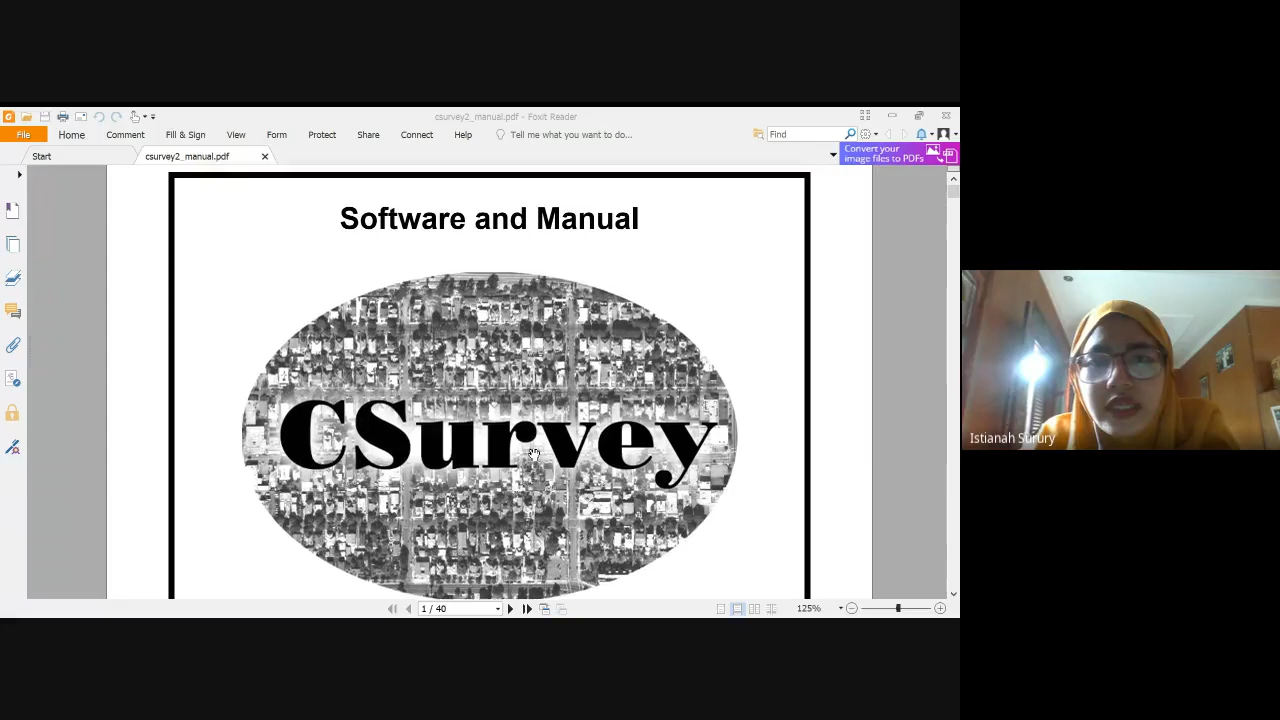 csurvey2_manual.pdf - Foxit Reader
File Home Comment Fill & Sign View Form Protect Share Connect Help Tell me what you want to do... Find
Start csurvey2_manual.pdf Convert your
image files to PDFs
Software and Manual
CSurvey
Istianah Surury
1 / 40 125%